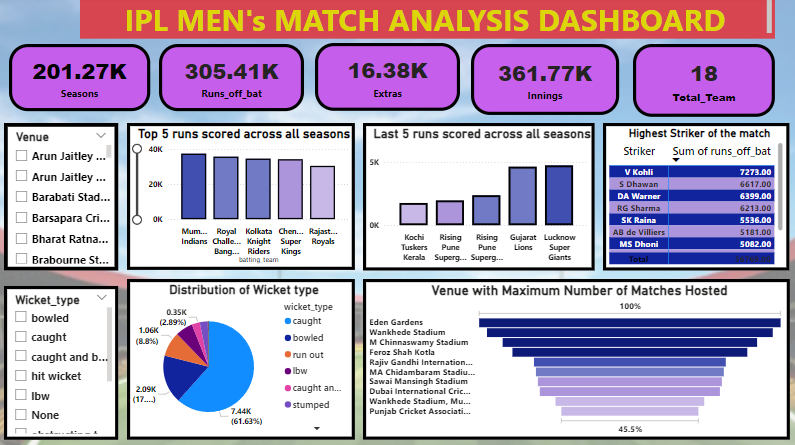 IPL MEN's MATCH ANALYSIS DASHBOARD
201.27K
Seasons
305.41K
Runs_off_bat
16.38K
Extras
361.77K
Innings
18
Total_Team
Venue
Arun Jaitley ...
Arun Jaitley ...
Barabati Stad...
Barsapara Cri...
Bharat Ratna...
Brabourne St...
Top 5 runs scored across all seasons
40K
20K
0K
Mum...
Indians
Royal
Challe...
Bang...
Kolkata
Knight
Riders
Chen...
Super
Kings
Rajast...
Royals
batting_team
Last 5 runs scored across all seasons
5K
0K
Kochi
Tuskers
Kerala
Rising
Pune
Superg...
Rising
Pune
Superg...
Gujarat
Lions
Lucknow
Super
Giants
Highest Striker of the match
Striker Sum of runs_off_bat
V Kohli 7273.00
S Dhawan 6617.00
DA Warner 6399.00
RG Sharma 6213.00
SK Raina 5536.00
AB de Villiers 5181.00
MS Dhoni 5082.00
Total
Wicket_type
bowled
caught
caught and b...
hit wicket
lbw
None
obstructing t
Distribution of Wicket type
0.35K
(2.89%)
1.06K
(8.8%)
2.09K
(17....)
7.44K
(61.63%)
wicket_type
caught
bowled
run out
lbw
caught an...
stumped
Venue with Maximum Number of Matches Hosted
100%
Eden Gardens
Wankhede Stadium
M Chinnaswamy Stadium
Feroz Shah Kotla
Rajiv Gandhi Internation...
MA Chidambaram Stadiu...
Sawai Mansingh Stadium
Dubai International Cric...
Wankhede Stadium, Mu...
Punjab Cricket Associati...
45.5%